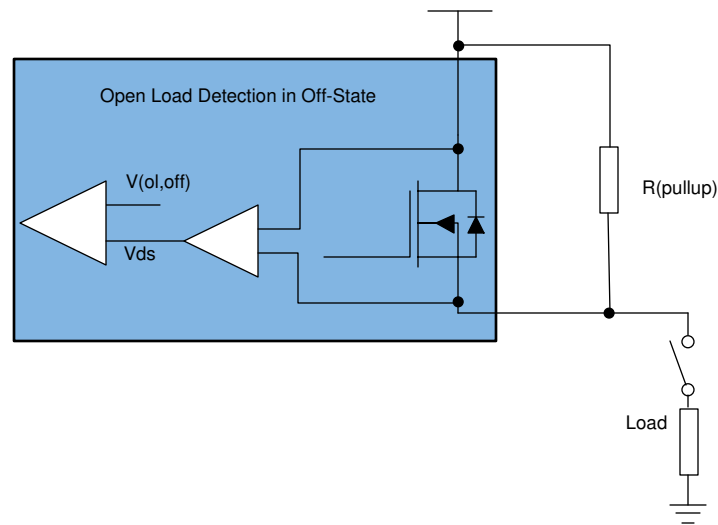 Open Load Detection in Off-State
V(ol,off)
R(pullup)
Vds
Load